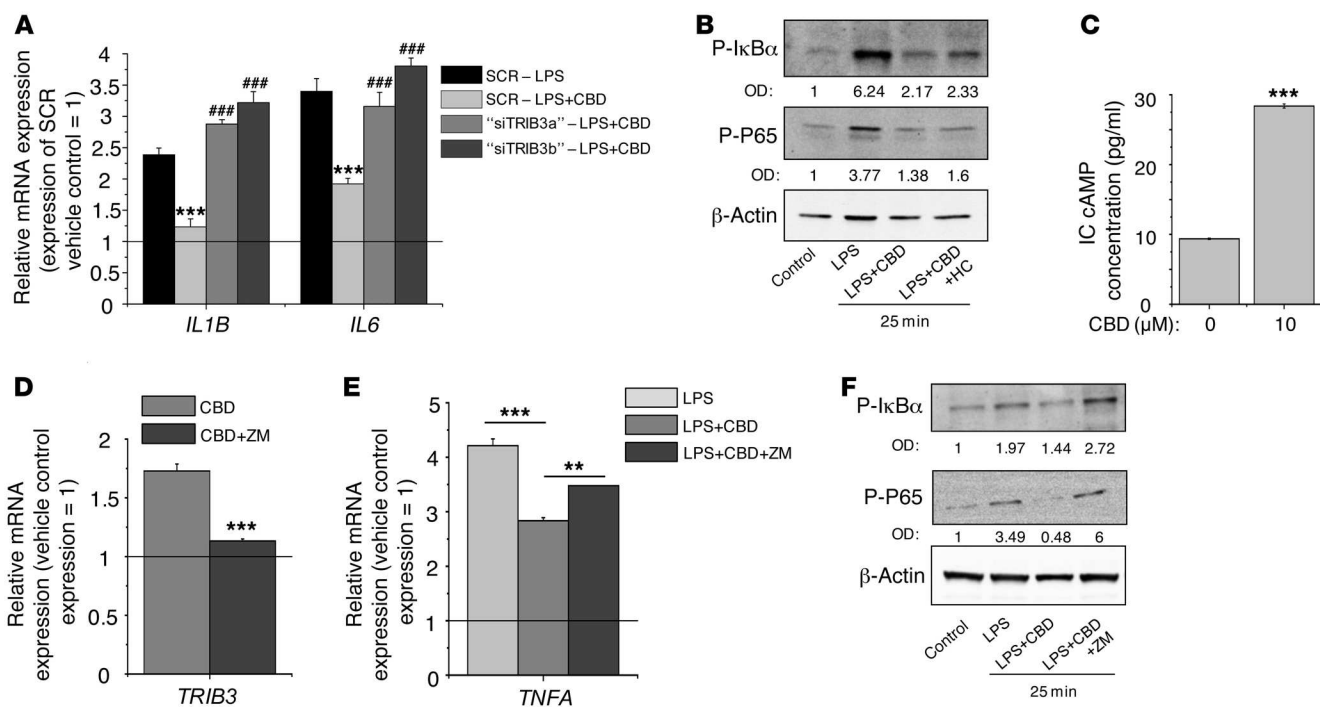 A
Relative mRNA expression
(expression of SCR
vehicle control = 1)
4
3.5
3
2.5
2
1.5
1
0.5
0
***
###
###
***
###
###
IL1B
IL6
SCR – LPS
SCR – LPS+CBD
"siTRIB3a" – LPS+CBD
"siTRIB3b" – LPS+CBD
B
P-IκBα
OD: 1 6.24 2.17 2.33
P-P65
OD: 1 3.77 1.38 1.6
β-Actin
Control
LPS
LPS+CBD
LPS+CBD
+HC
25 min
C
IC cAMP
concentration (pg/ml)
30
20
10
0
***
CBD (µM): 0 10
D
CBD
CBD+ZM
Relative mRNA
expression (vehicle control
expression = 1)
2
1.5
1
0.5
0
***
TRIB3
E
Relative mRNA
expression (vehicle control
expression = 1)
5
4
3
2
1
0
***
**
TNFA
LPS
LPS+CBD
LPS+CBD+ZM
F
P-IκBα
OD: 1 1.97 1.44 2.72
P-P65
OD: 1 3.49 0.48 6
β-Actin
Control
LPS
LPS+CBD
LPS+CBD
+ZM
25 min